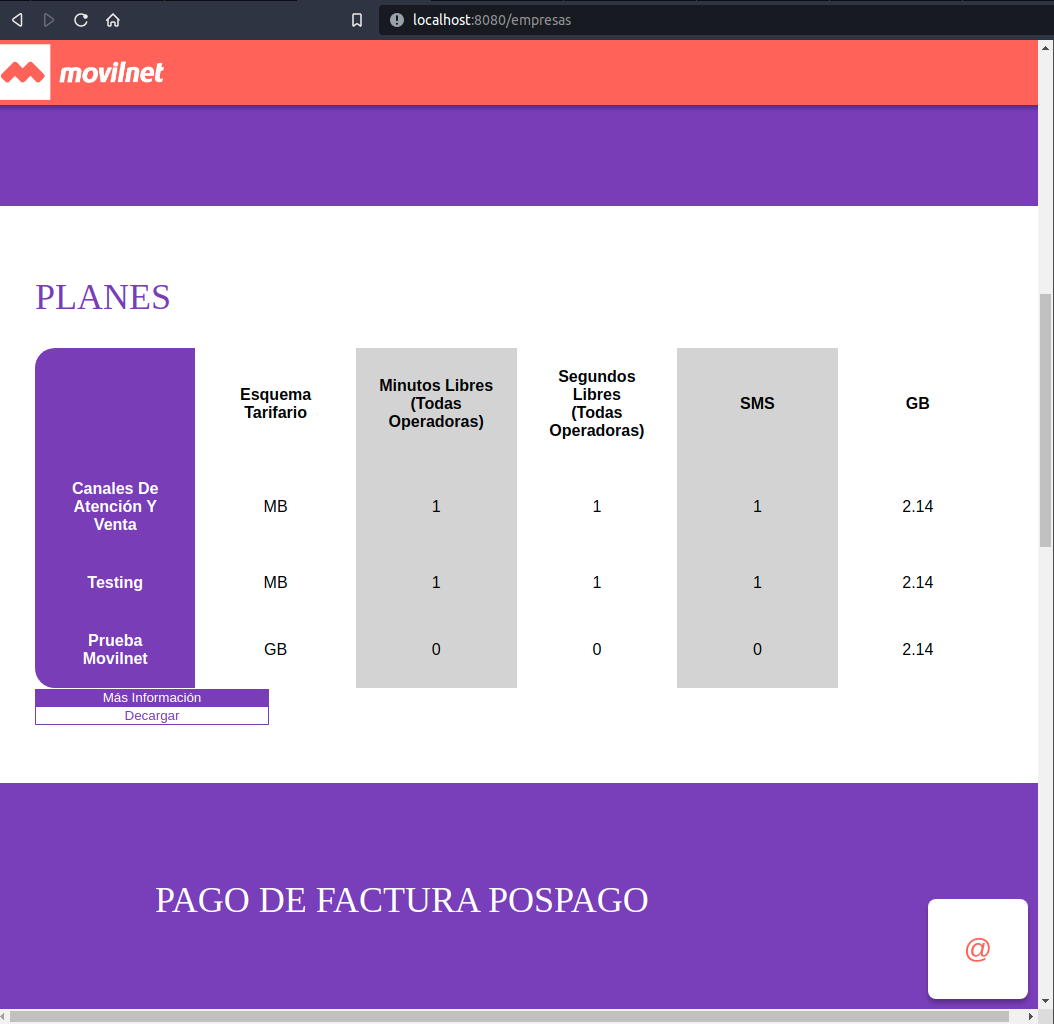 localhost:8080/empresas
movilnet
PLANES
Esquema
Tarifario
Minutos Libres
(Todas
Operadoras)
Segundos
Libres
(Todas
Operadoras)
SMS
GB
Canales De
Atención Y
Venta
MB
1
1
1
2.14
Testing
MB
1
1
1
2.14
Prueba
Movilnet
GB
0
0
0
2.14
Más Información
Decargar
PAGO DE FACTURA POSPAGO
@